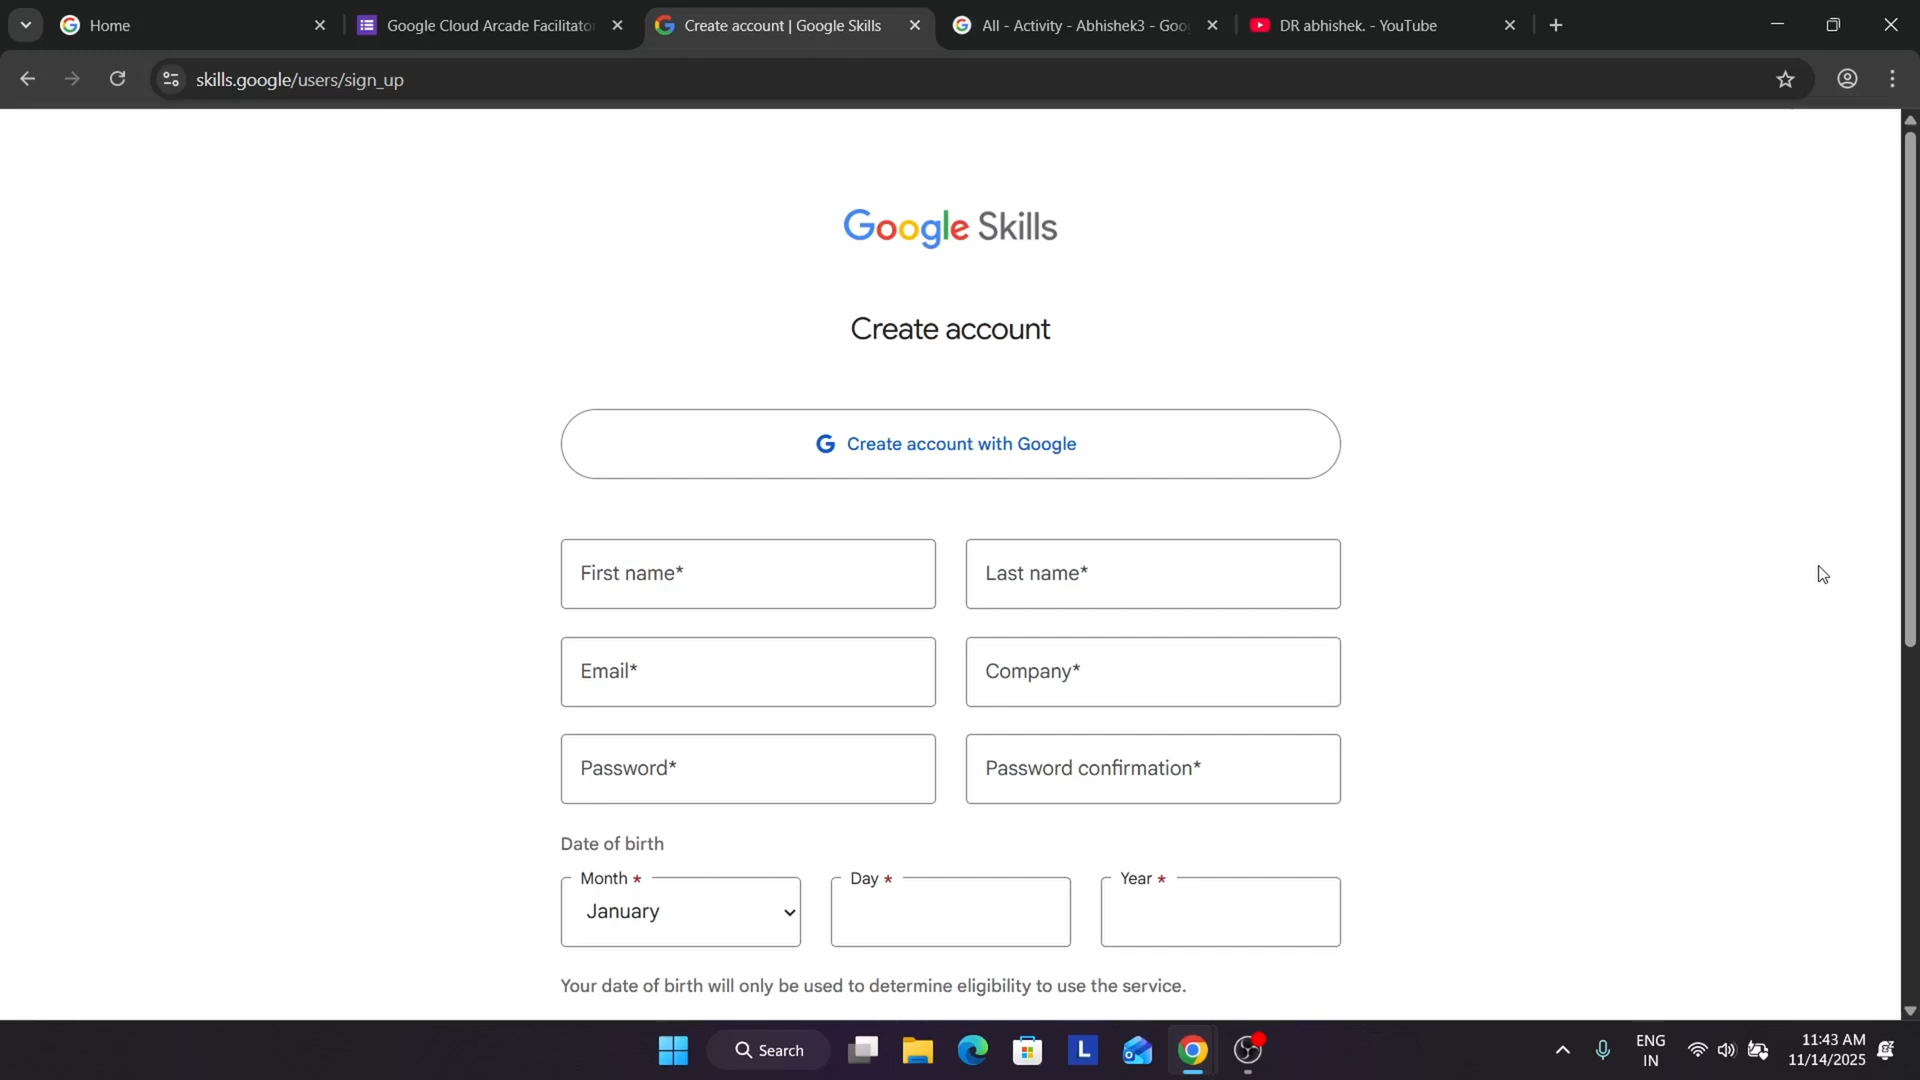 Home
Google Cloud Arcade Facilitator
Create account | Google Skills
All - Activity - Abhishek3 - Goo
DR abhishek. - YouTube
skills.google/users/sign_up
Google Skills
Create account
Create account with Google
First name*
Last name*
Email*
Company*
Password*
Password confirmation*
Date of birth
Month *
Day *
Year *
January
Your date of birth will only be used to determine eligibility to use the service.
Search
L
ENG
IN
11:43 AM
11/14/2025